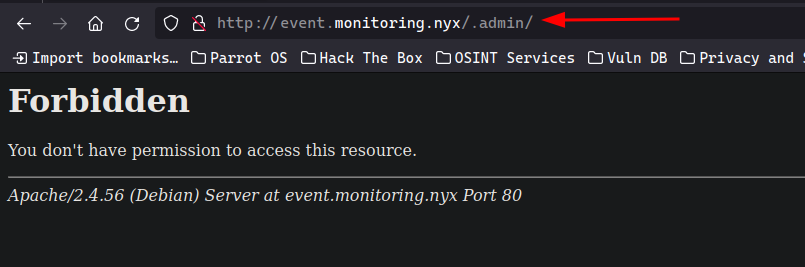 http://event.monitoring.nyx/.admin/
Import bookmarks… Parrot OS Hack The Box OSINT Services Vuln DB Privacy and
Forbidden
You don't have permission to access this resource.
Apache/2.4.56 (Debian) Server at event.monitoring.nyx Port 80